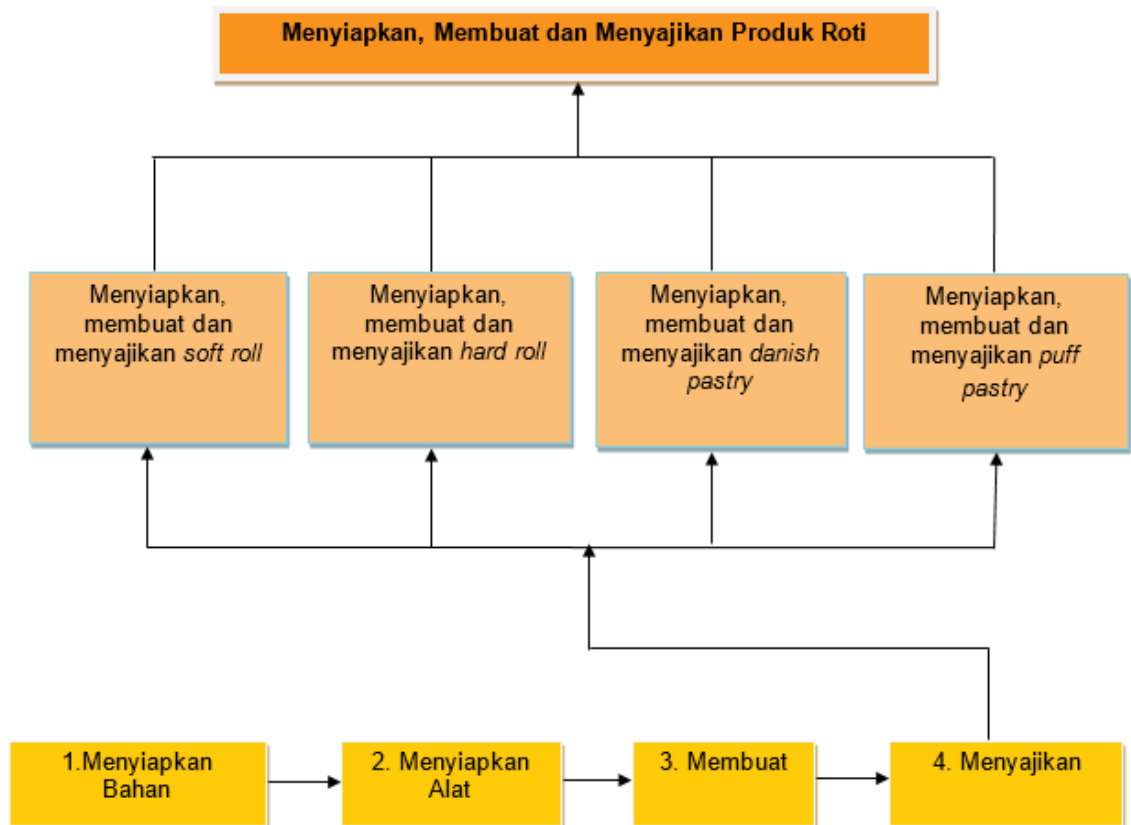 Menyiapkan, Membuat dan Menyajikan Produk Roti
Menyiapkan,
membuat dan
menyajikan soft roll
Menyiapkan,
membuat dan
menyajikan hard roll
Menyiapkan,
membuat dan
menyajikan danish
pastry
Menyiapkan,
membuat dan
menyajikan puff
pastry
1.Menyiapkan
Bahan
2. Menyiapkan
Alat
3. Membuat
4. Menyajikan